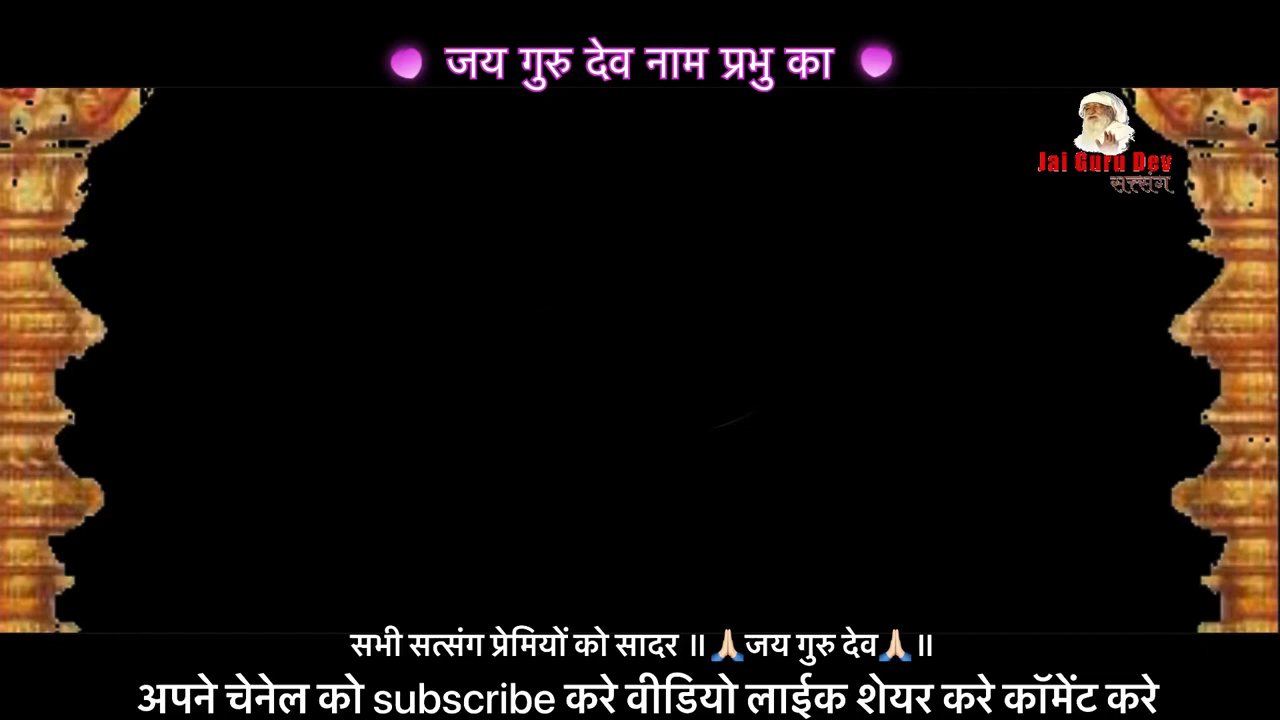 जय गुरु देव नाम प्रभु का
Jai Guru Dev
सत्संग
सभी सत्संग प्रेमियों को सादर ॥🙏🏻जय गुरु देव🙏🏻॥
अपने चेनेल को subscribe करे वीडियो लाईक शेयर करे कॉमेंट करे